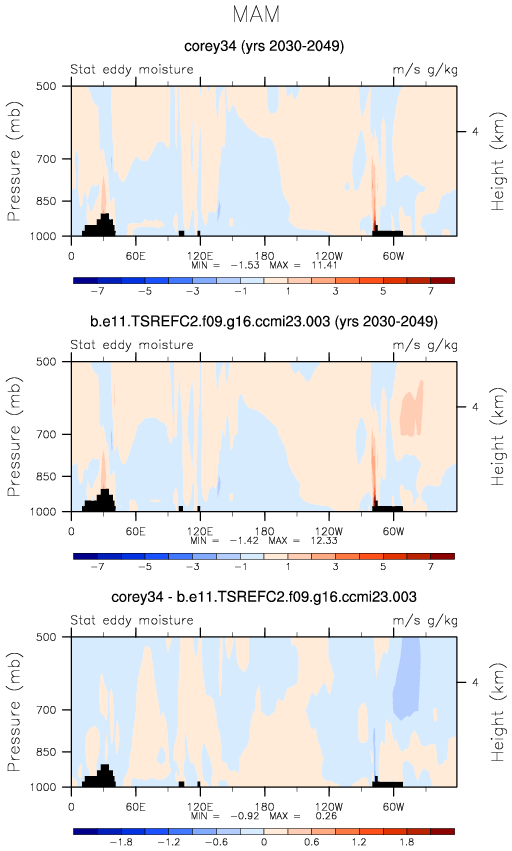 MAM
corey34 (yrs 2030-2049)
Stat eddy moisture m/s g/kg
500
700
850
1000
Pressure (mb)
4
Height (km)
0 60E 120E 180 120W 60W
MIN = -1.53 MAX = 11.41
-7 -5 -3 -1 1 3 5 7
b.e11.TSREFC2.f09.g16.ccmi23.003 (yrs 2030-2049)
Stat eddy moisture m/s g/kg
500
700
850
1000
Pressure (mb)
4
Height (km)
0 60E 120E 180 120W 60W
MIN = -1.42 MAX = 12.33
-7 -5 -3 -1 1 3 5 7
corey34 - b.e11.TSREFC2.f09.g16.ccmi23.003
Stat eddy moisture m/s g/kg
500
700
850
1000
Pressure (mb)
4
Height (km)
0 60E 120E 180 120W 60W
MIN = -0.92 MAX = 0.26
-1.8 -1.2 -0.6 0 0.6 1.2 1.8